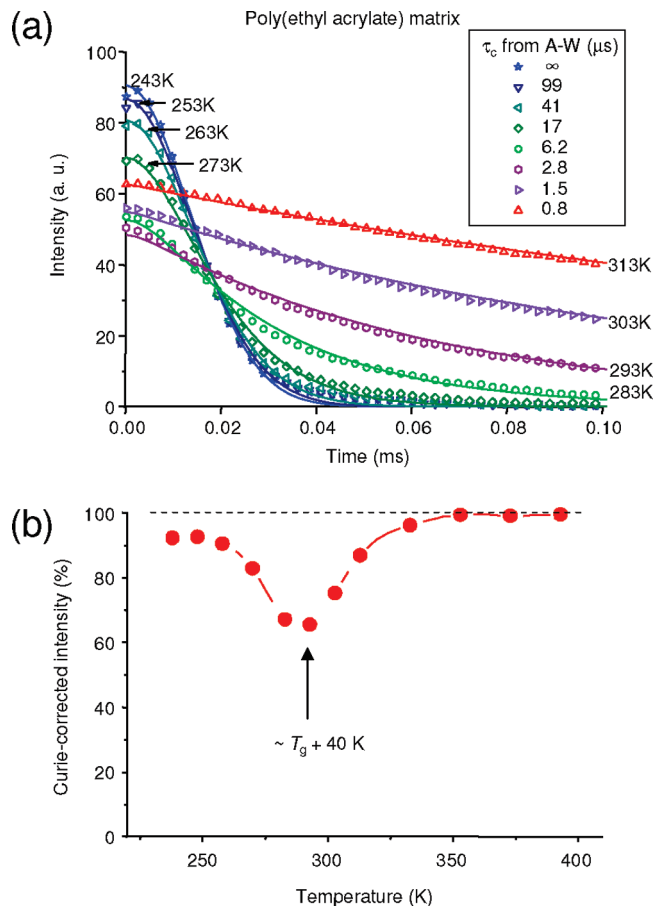 (a)
Poly(ethyl acrylate) matrix
100
80
60
40
20
0
Intensity (a. u.)
243K
253K
263K
273K
τc from A-W (μs)
∞
99
41
17
6.2
2.8
1.5
0.8
313K
303K
293K
283K
0.00
0.02
0.04
0.06
0.08
0.10
Time (ms)
(b)
100
80
60
40
20
0
Curie-corrected intensity (%)
~ Tg + 40 K
250
300
350
400
Temperature (K)